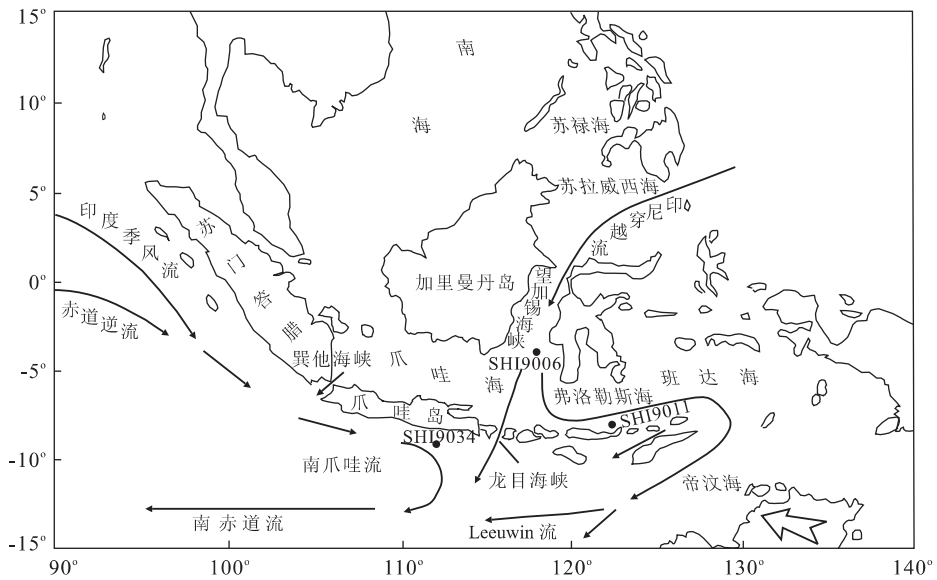 15°
10°
5°
0°
-5°
-10°
-15°
90°
100°
110°
120°
130°
140°
南
海
苏禄海
苏拉威西海
印尼穿越流
印度季风流
赤道逆流
苏门答腊
加里曼丹岛
望加锡海峡
SHI9006
巽他海峡
爪哇海
爪哇岛
弗洛勒斯海
班达海
SHI9011
SHI9034
南爪哇流
龙目海峡
帝汶海
南赤道流
Leeuwin 流